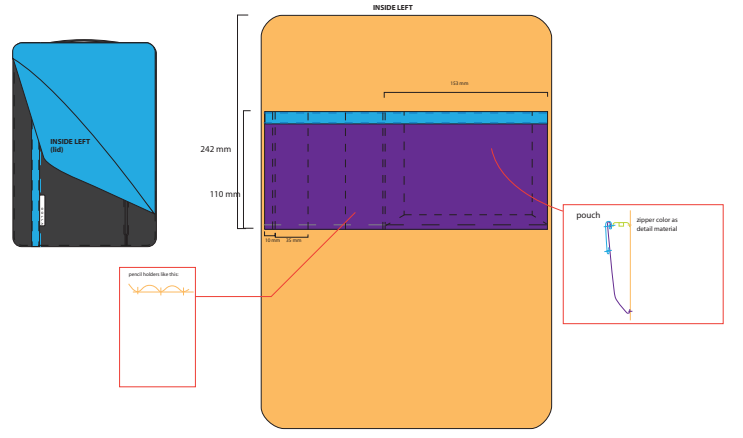 INSIDE LEFT
153 mm
INSIDE LEFT
(lid)
242 mm
110 mm
pouch
zipper color as
detail material
10 mm
35 mm
pencil holders like this: